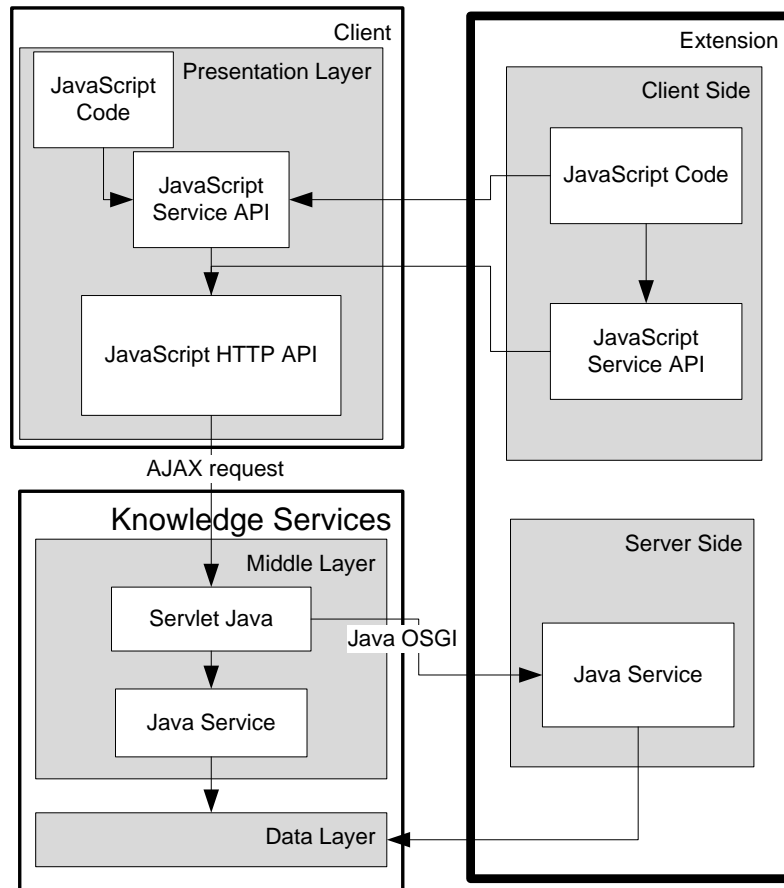 Client
Presentation Layer
JavaScript
Code
JavaScript
Service API
JavaScript HTTP API
AJAX request
Knowledge Services
Middle Layer
Servlet Java
Java OSGI
Java Service
Data Layer
Extension
Client Side
JavaScript Code
JavaScript
Service API
Server Side
Java Service